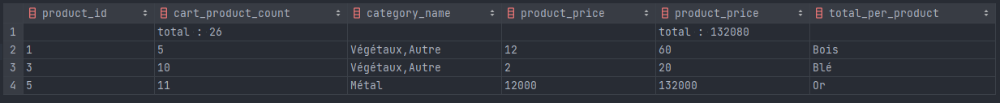 product_id cart_product_count category_name product_price product_price total_per_product
1 total : 26 total : 132080
2 1 5 Végétaux,Autre 12 60 Bois
3 3 10 Végétaux,Autre 2 20 Blé
4 5 11 Métal 12000 132000 Or